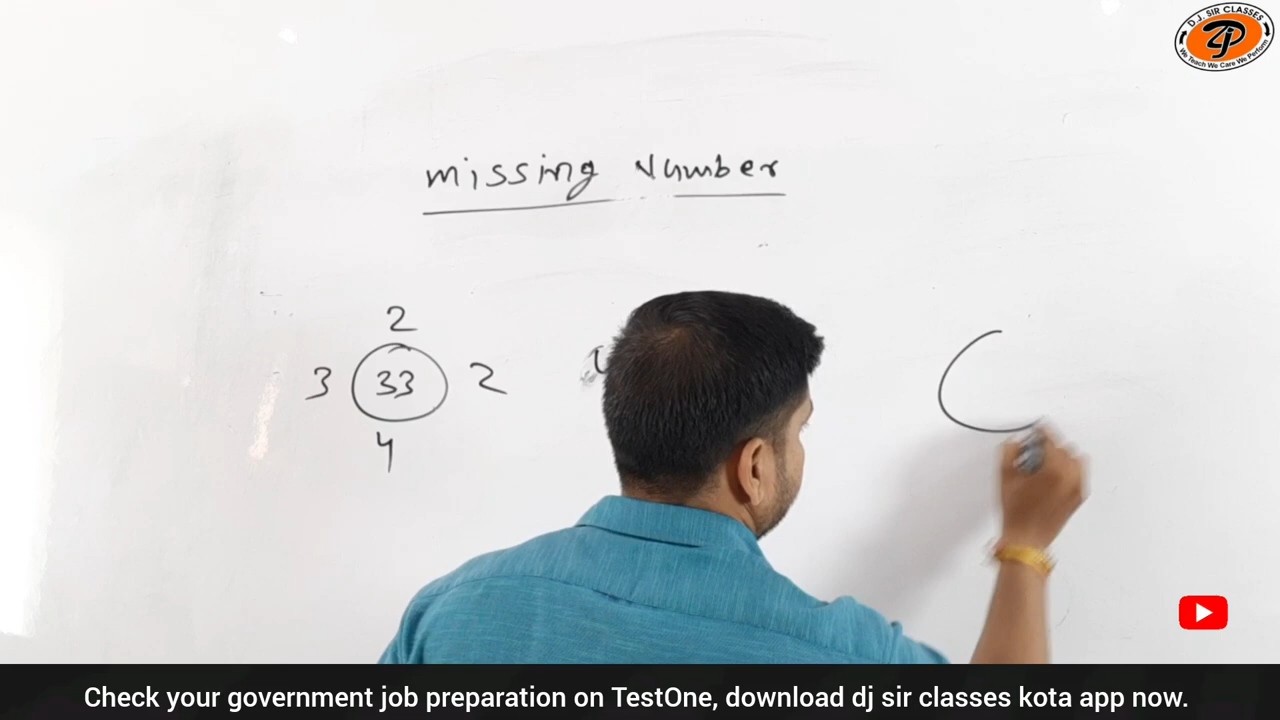 D.J. SIR CLASSES
ZJ
We Teach We Care We Perform
missing Number
2
3 33 2
4
Check your government job preparation on TestOne, download dj sir classes kota app now.